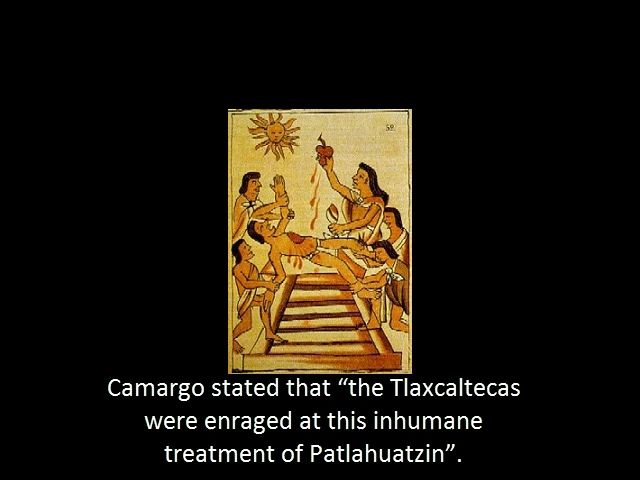 Camargo stated that “the Tlaxcaltecas
were enraged at this inhumane
treatment of Patlahuatzin”.